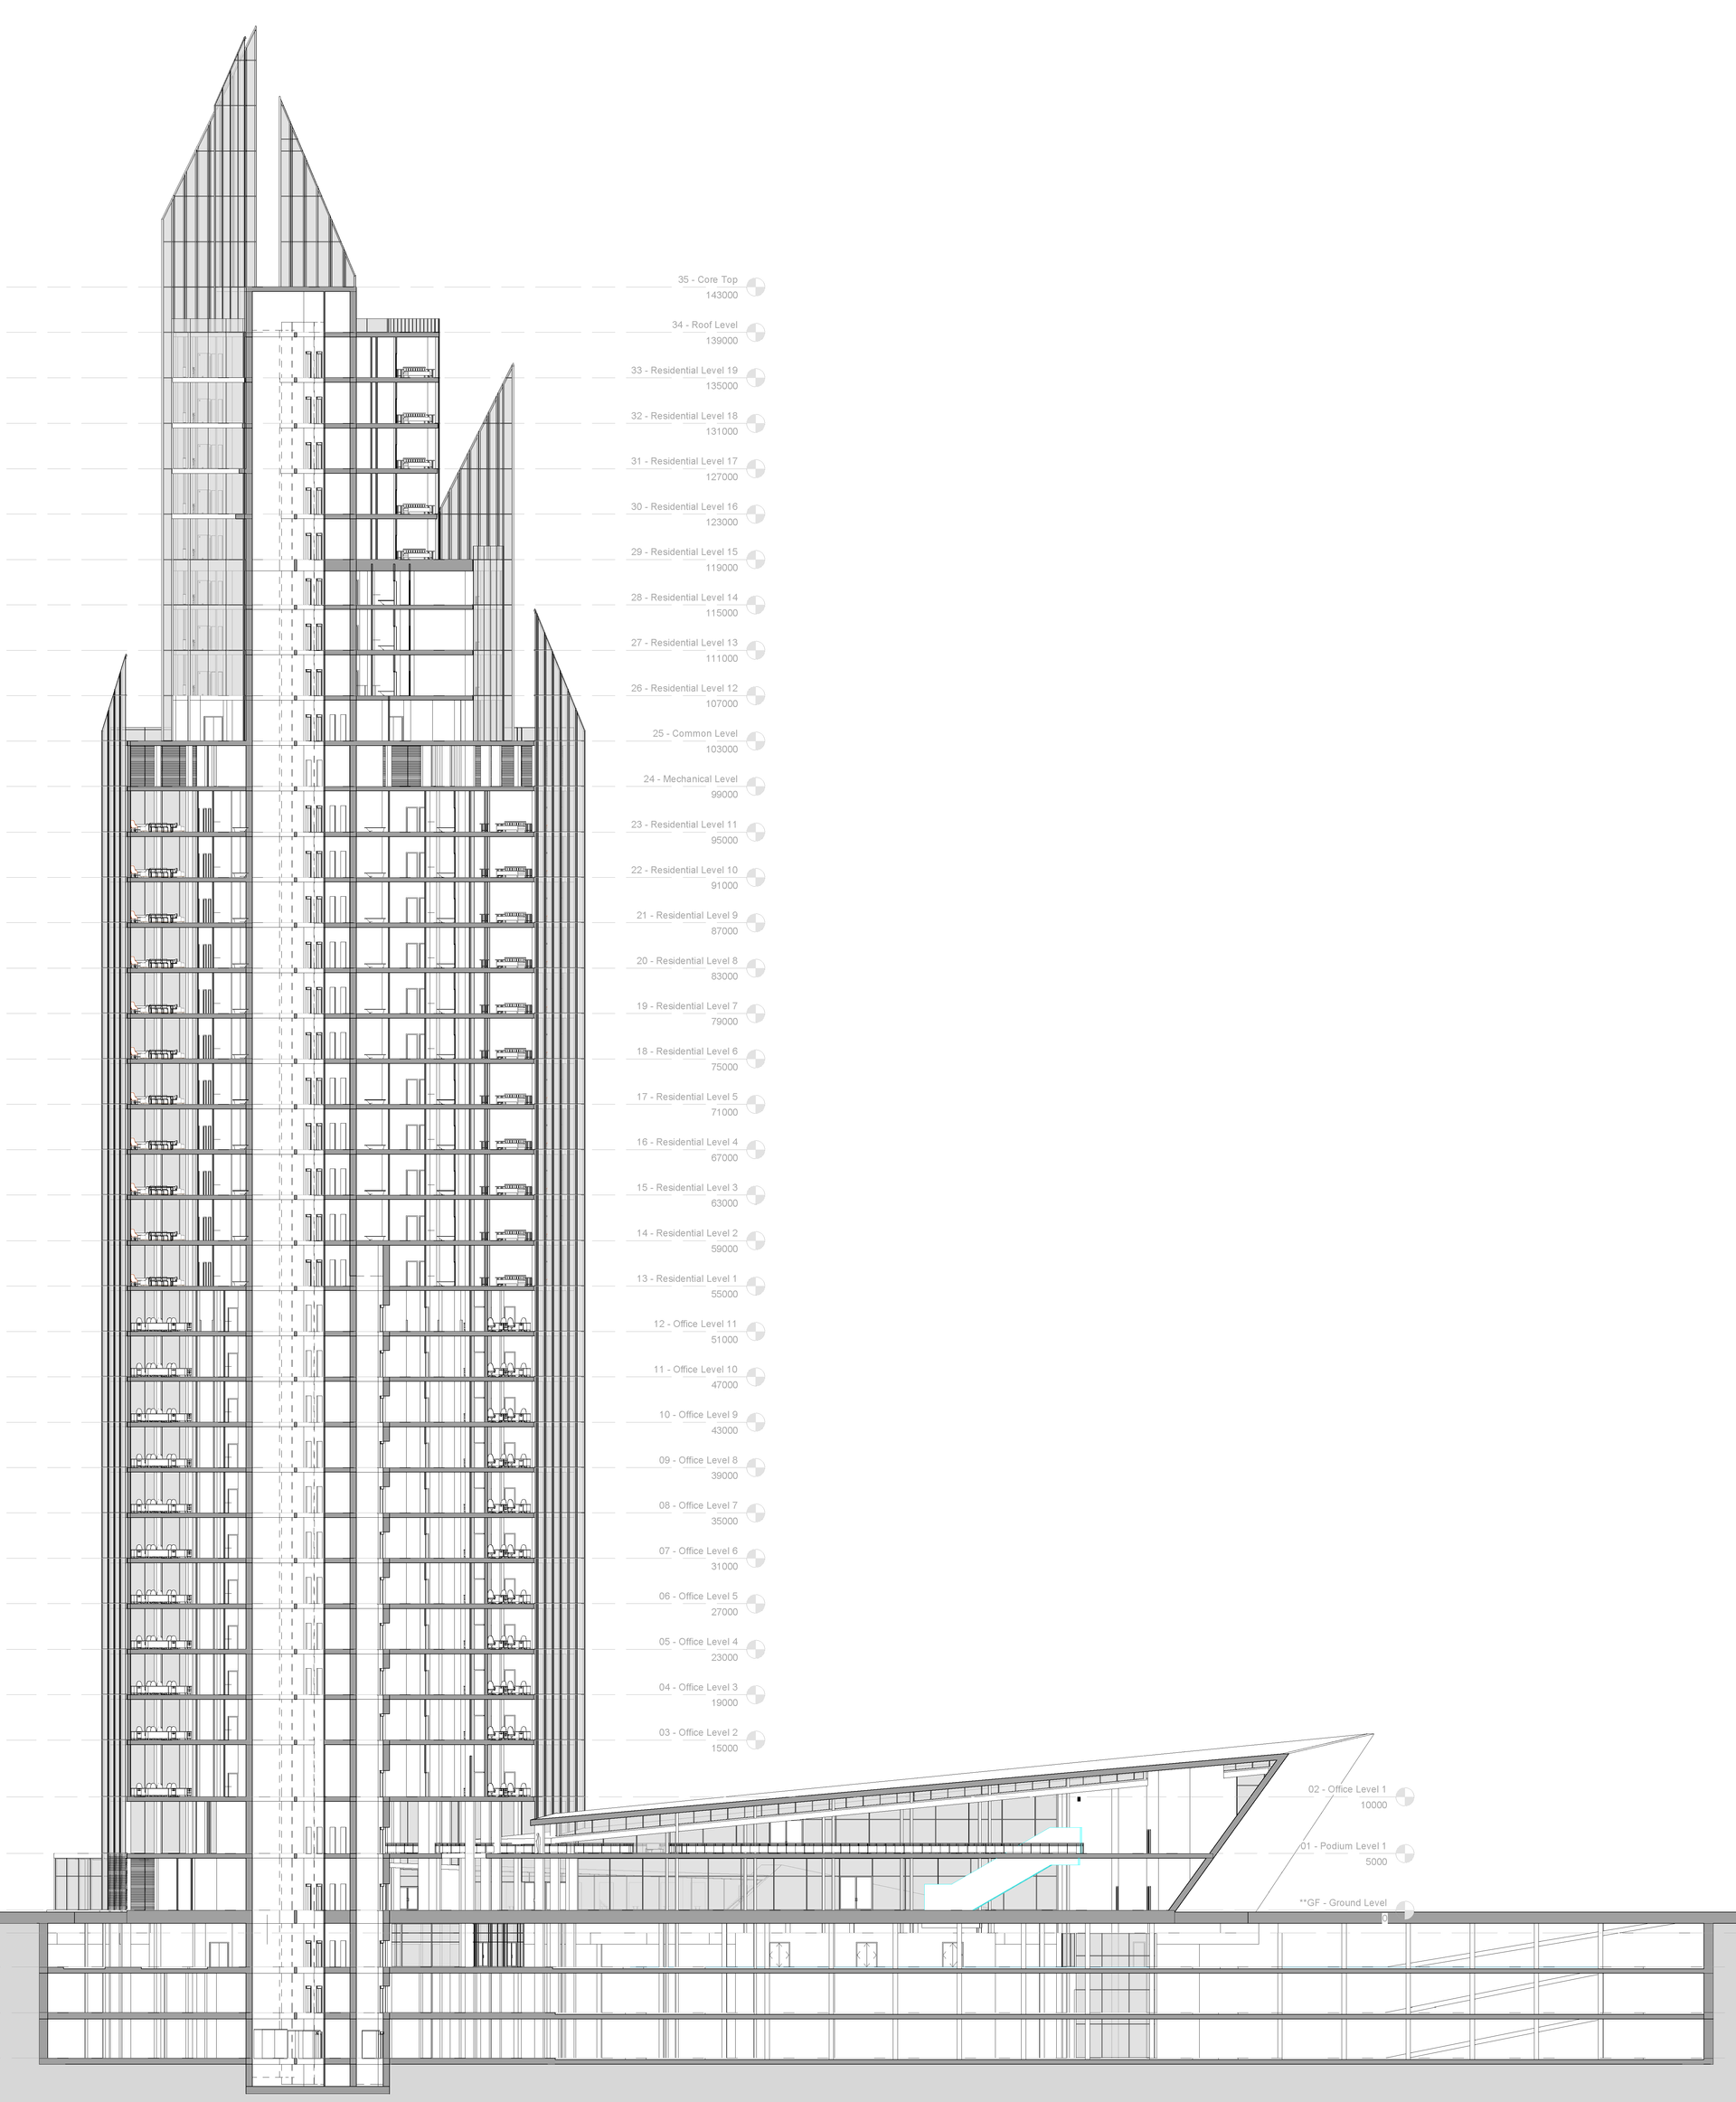 35 - Core Top
143000
34 - Roof Level
139000
33 - Residential Level 19
135000
32 - Residential Level 18
131000
31 - Residential Level 17
127000
30 - Residential Level 16
123000
29 - Residential Level 15
119000
28 - Residential Level 14
115000
27 - Residential Level 13
111000
26 - Residential Level 12
107000
25 - Common Level
103000
24 - Mechanical Level
99000
23 - Residential Level 11
95000
22 - Residential Level 10
91000
21 - Residential Level 9
87000
20 - Residential Level 8
83000
19 - Residential Level 7
79000
18 - Residential Level 6
75000
17 - Residential Level 5
71000
16 - Residential Level 4
67000
15 - Residential Level 3
63000
14 - Residential Level 2
59000
13 - Residential Level 1
55000
12 - Office Level 11
51000
11 - Office Level 10
47000
10 - Office Level 9
43000
09 - Office Level 8
39000
08 - Office Level 7
35000
07 - Office Level 6
31000
06 - Office Level 5
27000
05 - Office Level 4
23000
04 - Office Level 3
19000
03 - Office Level 2
15000
02 - Office Level 1
10000
01 - Podium Level 1
5000
**GF - Ground Level
0